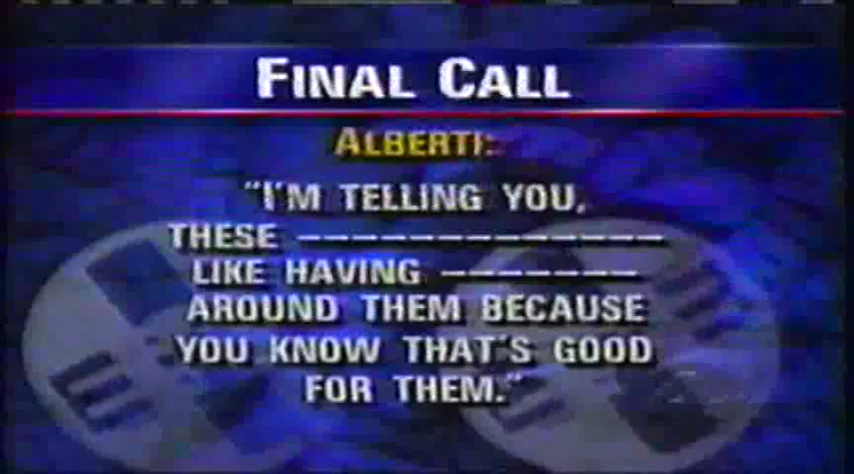 FINAL CALL
ALBERTI:
"I'M TELLING YOU,
THESE –––––––––––––
LIKE HAVING –––––––
AROUND THEM BECAUSE
YOU KNOW THAT'S GOOD
FOR THEM."